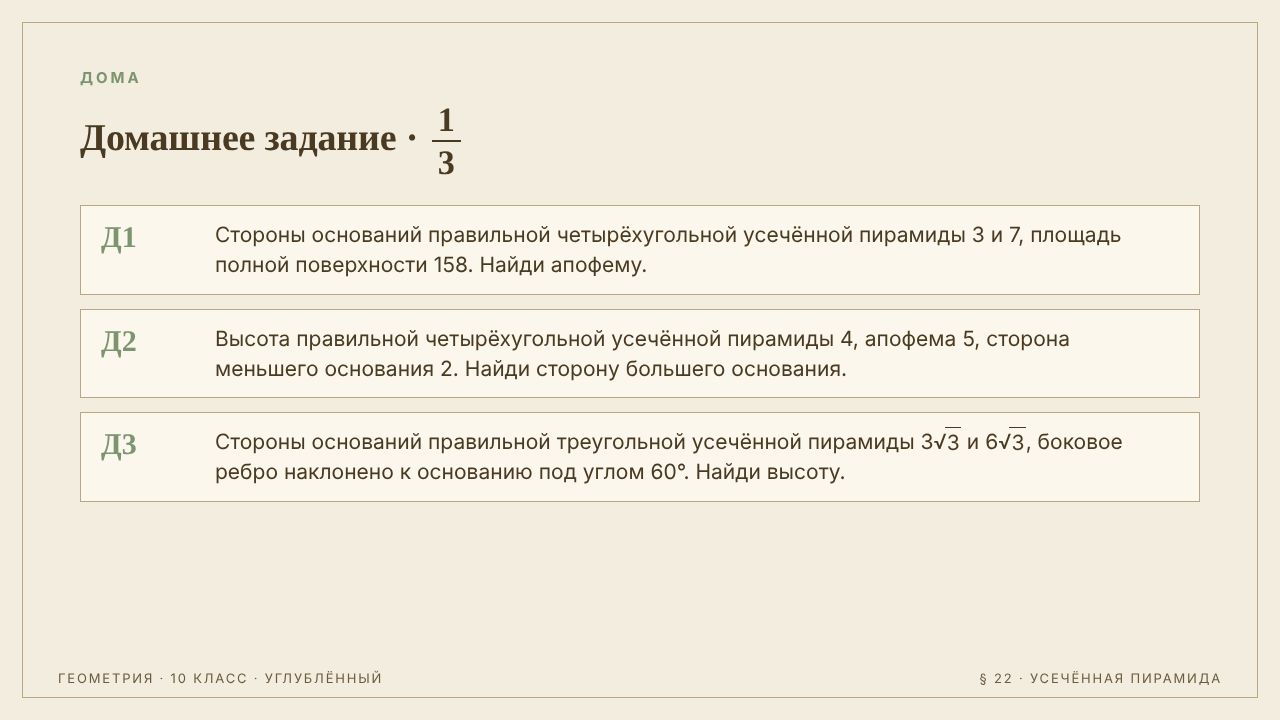 ДОМА
Домашнее задание · 1/3
Д1
Стороны оснований правильной четырёхугольной усечённой пирамиды 3 и 7, площадь
полной поверхности 158. Найди апофему.
Д2
Высота правильной четырёхугольной усечённой пирамиды 4, апофема 5, сторона
меньшего основания 2. Найди сторону большего основания.
Д3
Стороны оснований правильной треугольной усечённой пирамиды 3√3 и 6√3, боковое
ребро наклонено к основанию под углом 60°. Найди высоту.
ГЕОМЕТРИЯ · 10 КЛАСС · УГЛУБЛЁННЫЙ
§ 22 · УСЕЧЁННАЯ ПИРАМИДА